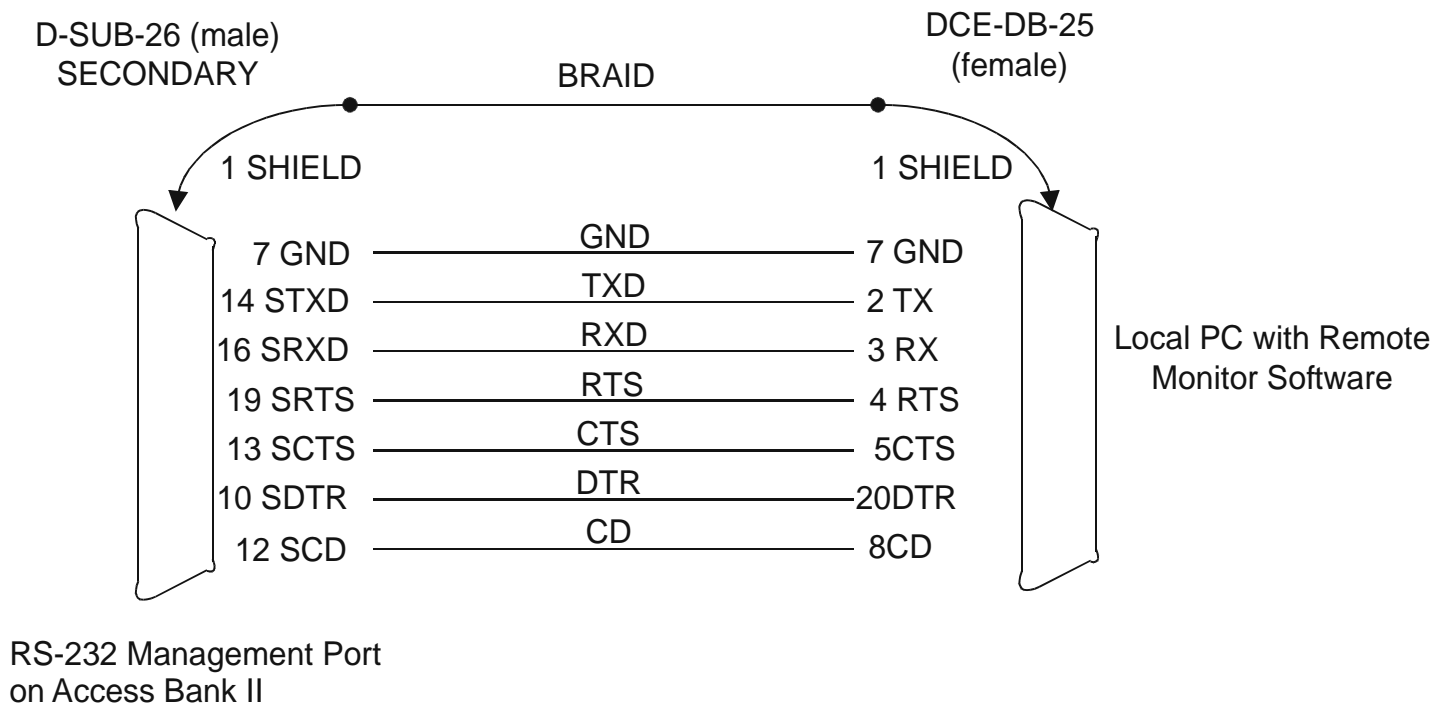 D-SUB-26 (male)
SECONDARY
BRAID
DCE-DB-25
(female)
1 SHIELD
1 SHIELD
7 GND GND 7 GND
14 STXD TXD 2 TX
16 SRXD RXD 3 RX
19 SRTS RTS 4 RTS
13 SCTS CTS 5CTS
10 SDTR DTR 20DTR
12 SCD CD 8CD
Local PC with Remote
Monitor Software
RS-232 Management Port
on Access Bank II